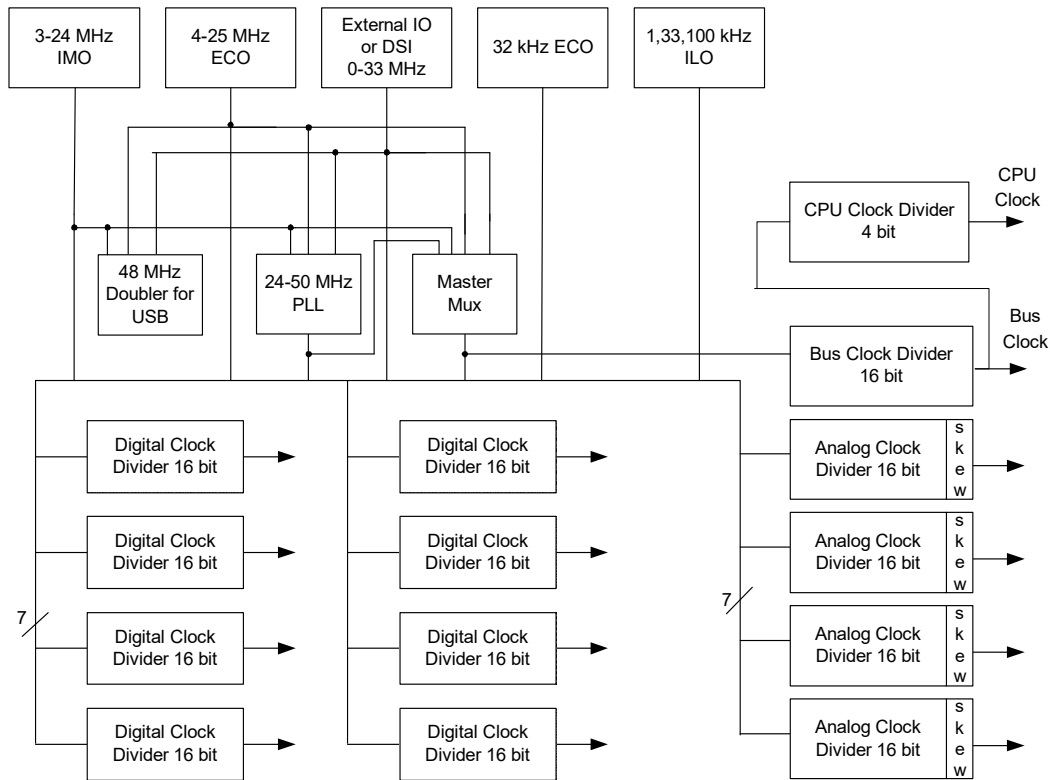 3-24 MHz
IMO
4-25 MHz
ECO
External IO
or DSI
0-33 MHz
32 kHz ECO
1,33,100 kHz
ILO
CPU
Clock
CPU Clock Divider
4 bit
48 MHz
Doubler for
USB
24-50 MHz
PLL
Master
Mux
Bus
Clock
Bus Clock Divider
16 bit
Digital Clock
Divider 16 bit
Digital Clock
Divider 16 bit
Analog Clock
Divider 16 bit
s
k
e
w
Digital Clock
Divider 16 bit
Digital Clock
Divider 16 bit
Analog Clock
Divider 16 bit
s
k
e
w
7
7
Digital Clock
Divider 16 bit
Digital Clock
Divider 16 bit
Analog Clock
Divider 16 bit
s
k
e
w
Digital Clock
Divider 16 bit
Digital Clock
Divider 16 bit
Analog Clock
Divider 16 bit
s
k
e
w